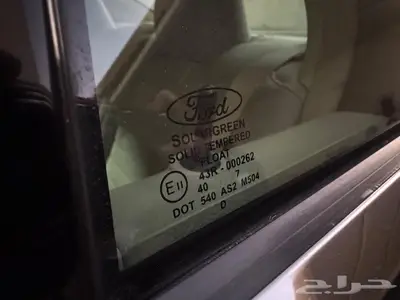 Ford
SOLARGREEN
SOLID TEMPERED
FLOAT
E11
43R - 000262
40 7
DOT 540 AS2 M504
0
حراج